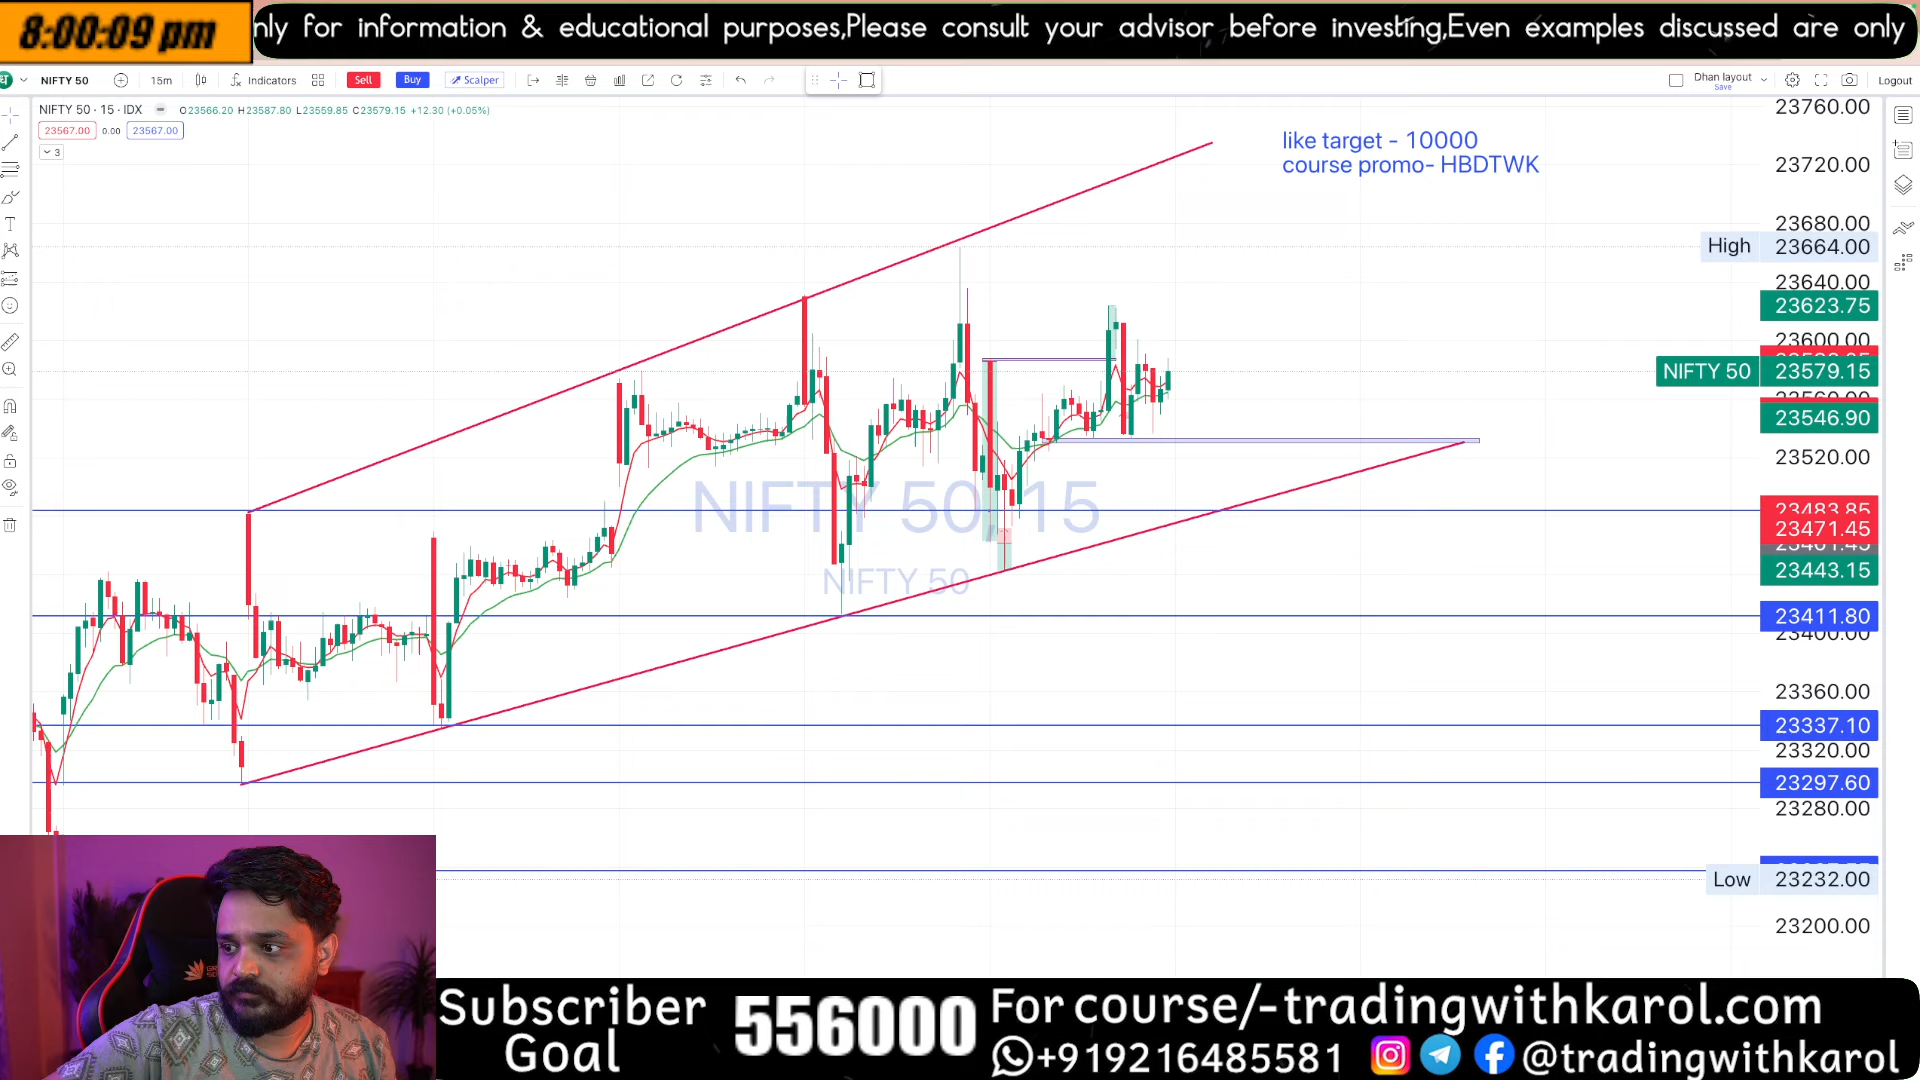 8:00:09 pm
nly for information & educational purposes,Please consult your advisor before investing,Even examples discussed are only
NIFTY 50
15m
Indicators
Sell
Buy
Scalper
Dhan layout
Save
Logout
NIFTY 50 · 15 · IDX
O23566.20 H23587.80 L23559.85 C23579.15 +12.30 (+0.05%)
23567.00
0.00
23567.00
3
like target - 10000
course promo- HBDTWK
23760.00
23720.00
23680.00
High 23664.00
23640.00
23623.75
23600.00
NIFTY 50 23579.15
23546.90
23520.00
23483.85
23471.45
23443.15
23411.80
23400.00
23360.00
23337.10
23320.00
23297.60
23280.00
Low 23232.00
23200.00
NIFTY 50, 15
NIFTY 50
Subscriber Goal
556000
For course/-tradingwithkarol.com
+919216485581
@tradingwithkarol